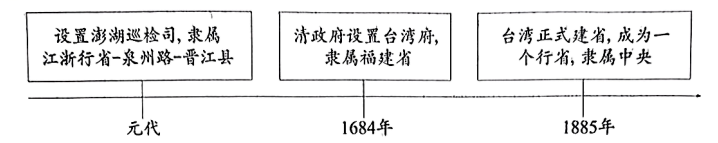 设置澎湖巡检司,隶属
江浙行省-泉州路-晋江县
清政府设置台湾府,
隶属福建省
台湾正式建省,成为一
个行省,隶属中央
元代
1684年
1885年